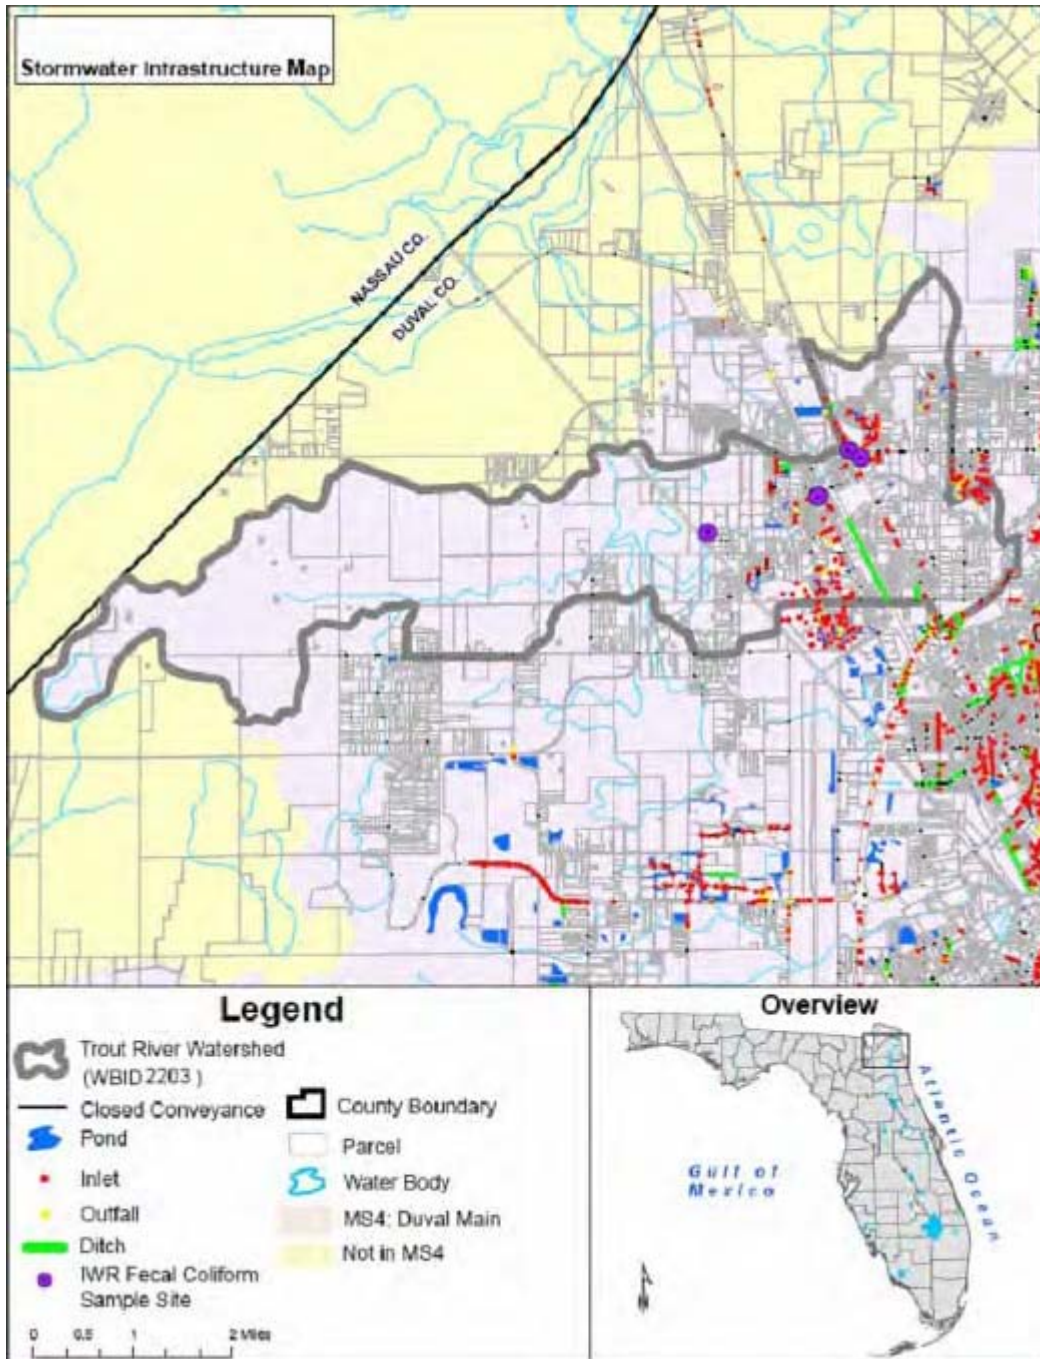 Stormwater Infrastructure Map
NASSAU CO.
DUVAL CO.
Legend
Trout River Watershed
(WBID 2203 )
Closed Conveyance
Pond
Inlet
Outfall
Ditch
IWR Fecal Coliform
Sample Site
County Boundary
Parcel
Water Body
MS4: Duval Main
Not in MS4
0 0.5 1 2 Miles
Overview
Gulf of
Mexico
Atlantic Ocean